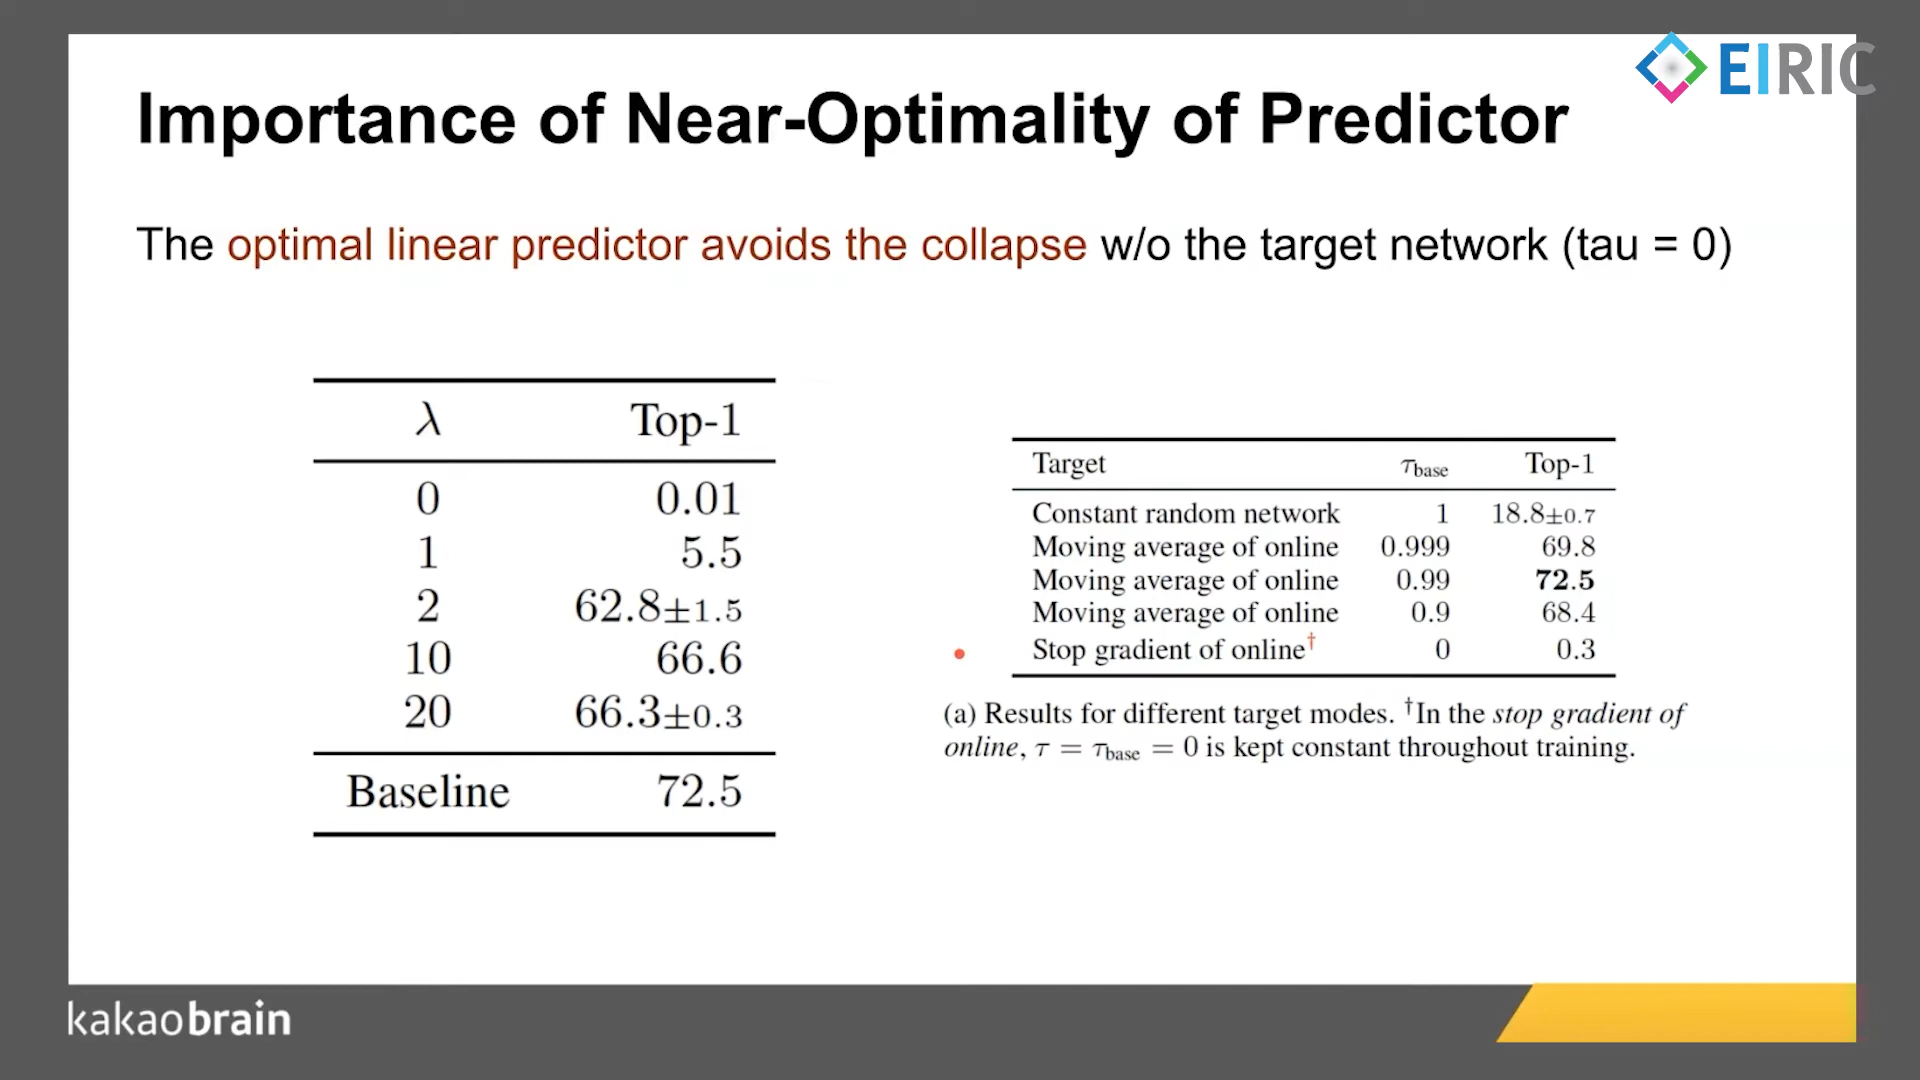 EIRIC
Importance of Near-Optimality of Predictor
The optimal linear predictor avoids the collapse w/o the target network (tau = 0)
λ Top-1
0 0.01
1 5.5
2 62.8±1.5
10 66.6
20 66.3±0.3
Baseline 72.5
Target τbase Top-1
Constant random network 1 18.8±0.7
Moving average of online 0.999 69.8
Moving average of online 0.99 72.5
Moving average of online 0.9 68.4
Stop gradient of online† 0 0.3
(a) Results for different target modes. †In the stop gradient of
online, τ = τbase = 0 is kept constant throughout training.
kakaobrain